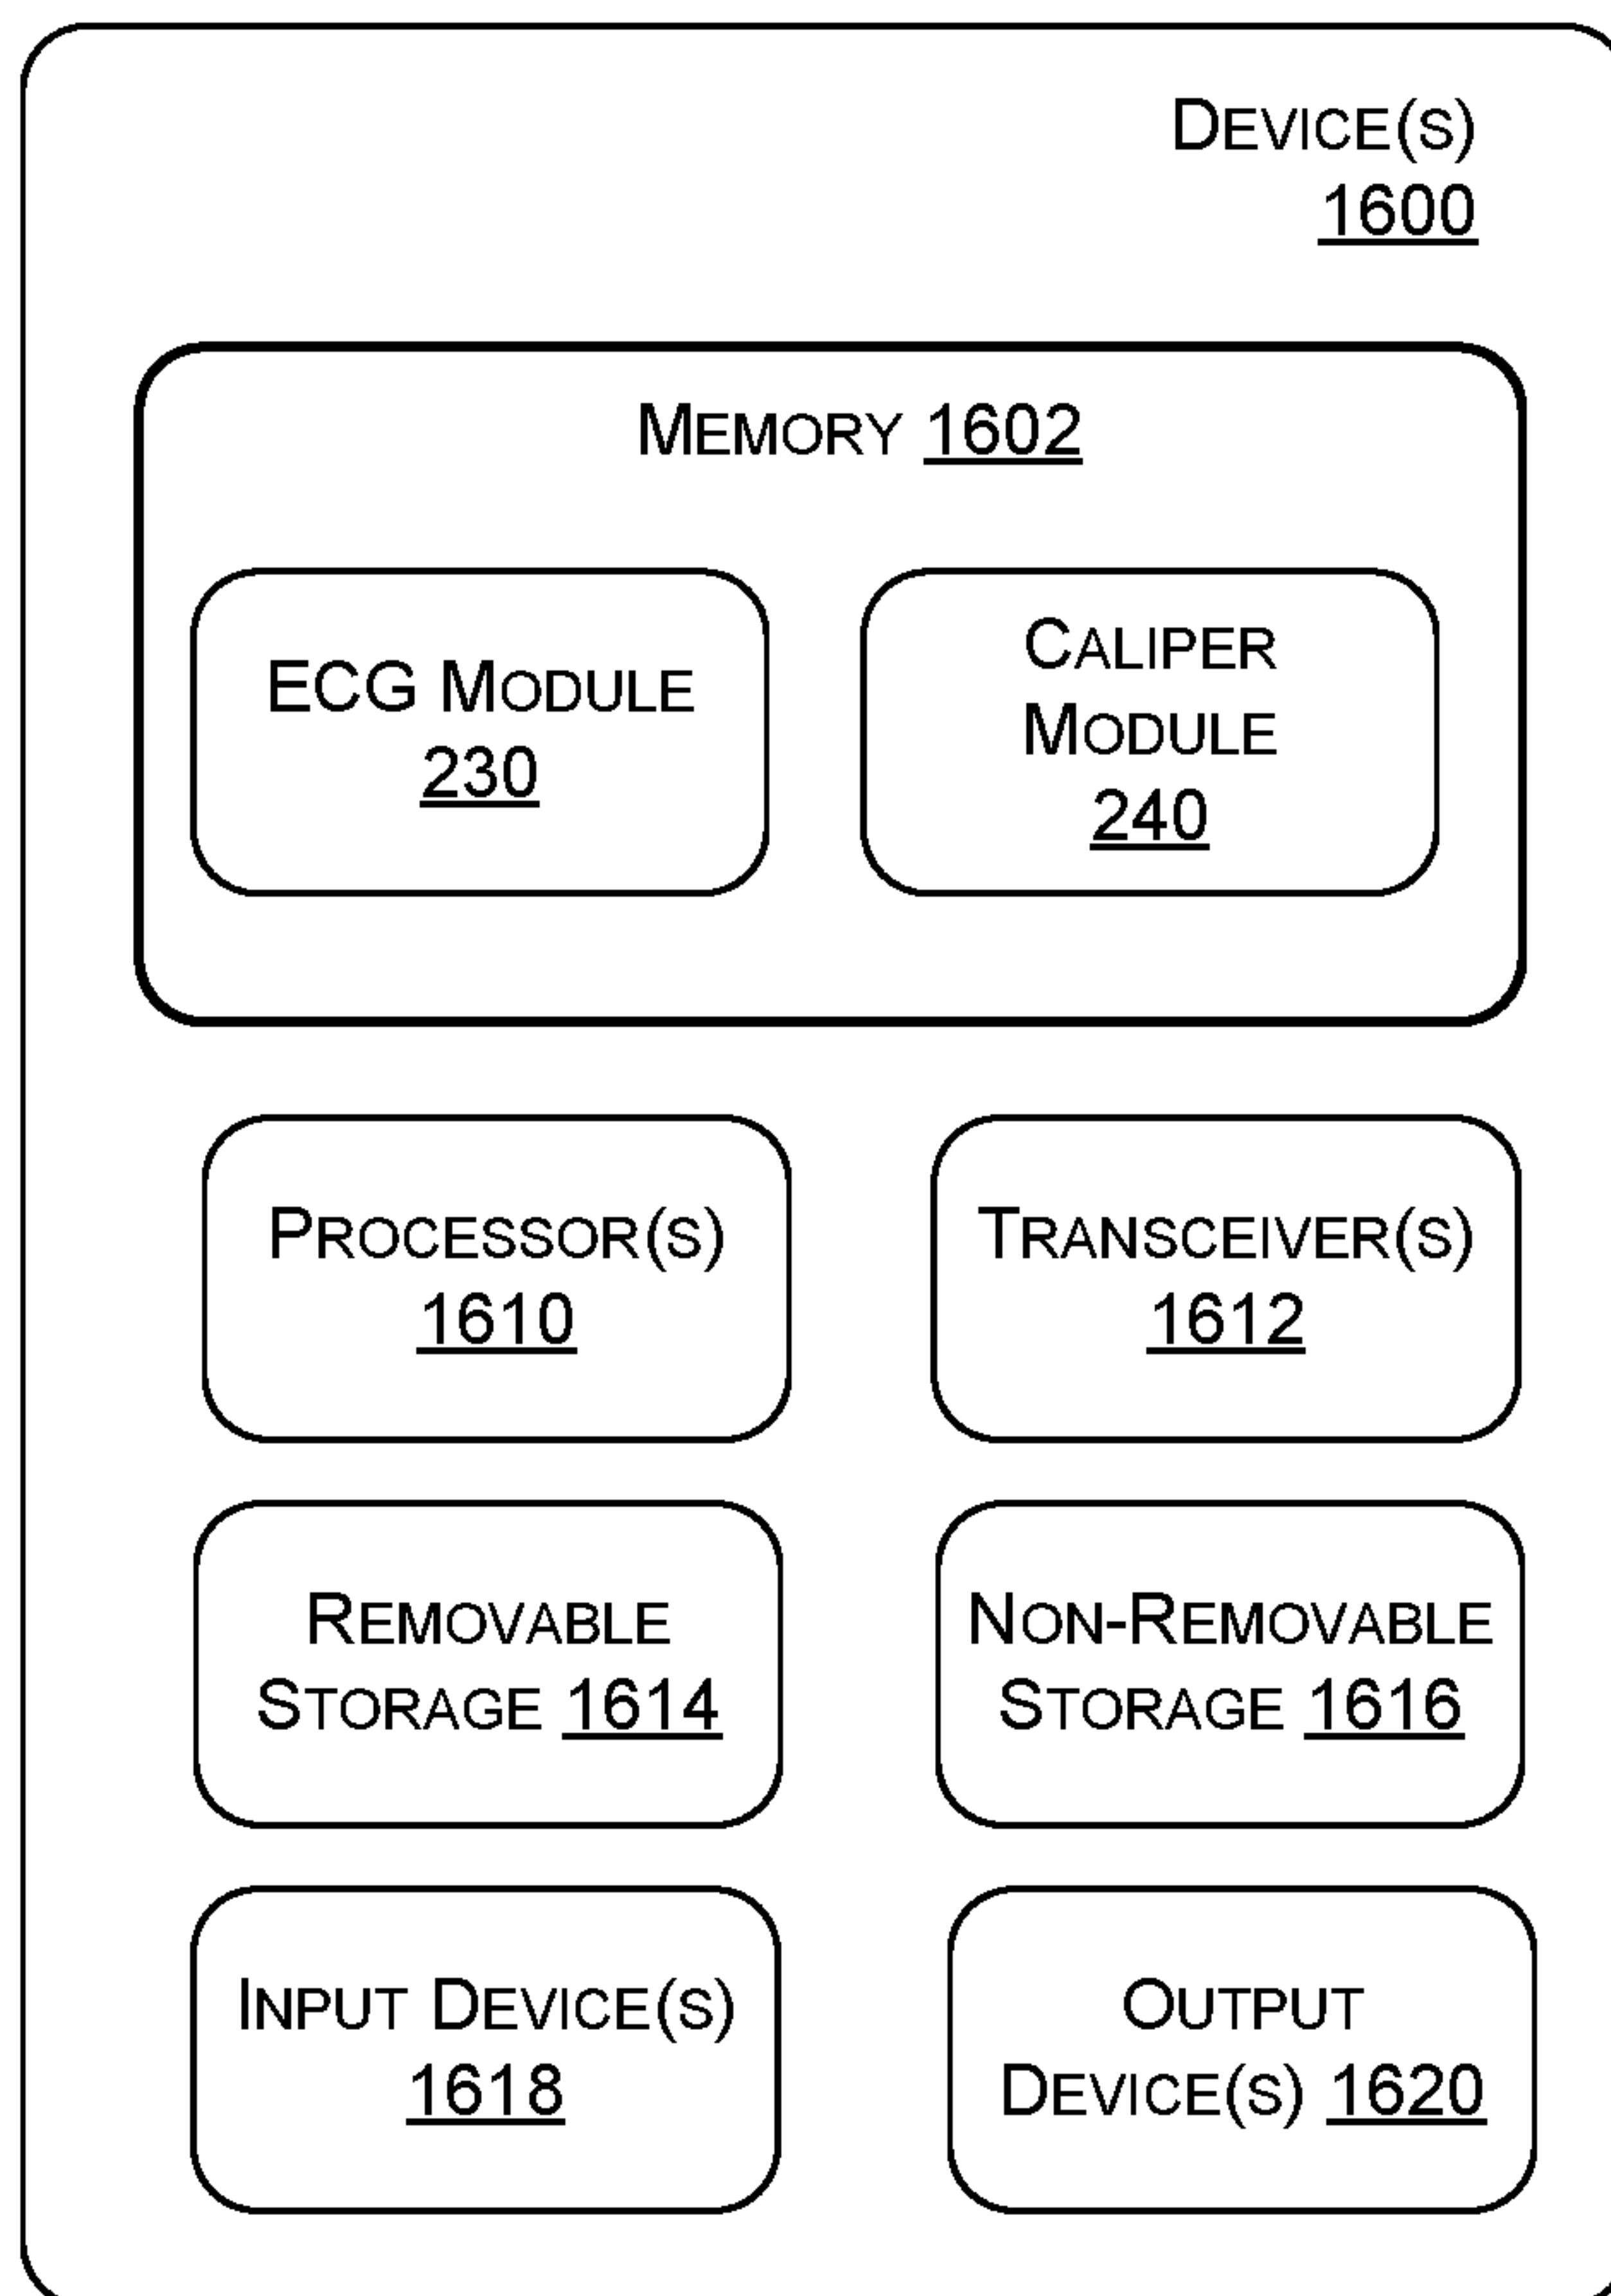 DEVICE(S)
1600
MEMORY 1602
ECG MODULE
230
CALIPER
MODULE
240
PROCESSOR(S)
1610
TRANSCEIVER(S)
1612
REMOVABLE
STORAGE 1614
NON-REMOVABLE
STORAGE 1616
INPUT DEVICE(S)
1618
OUTPUT
DEVICE(S) 1620